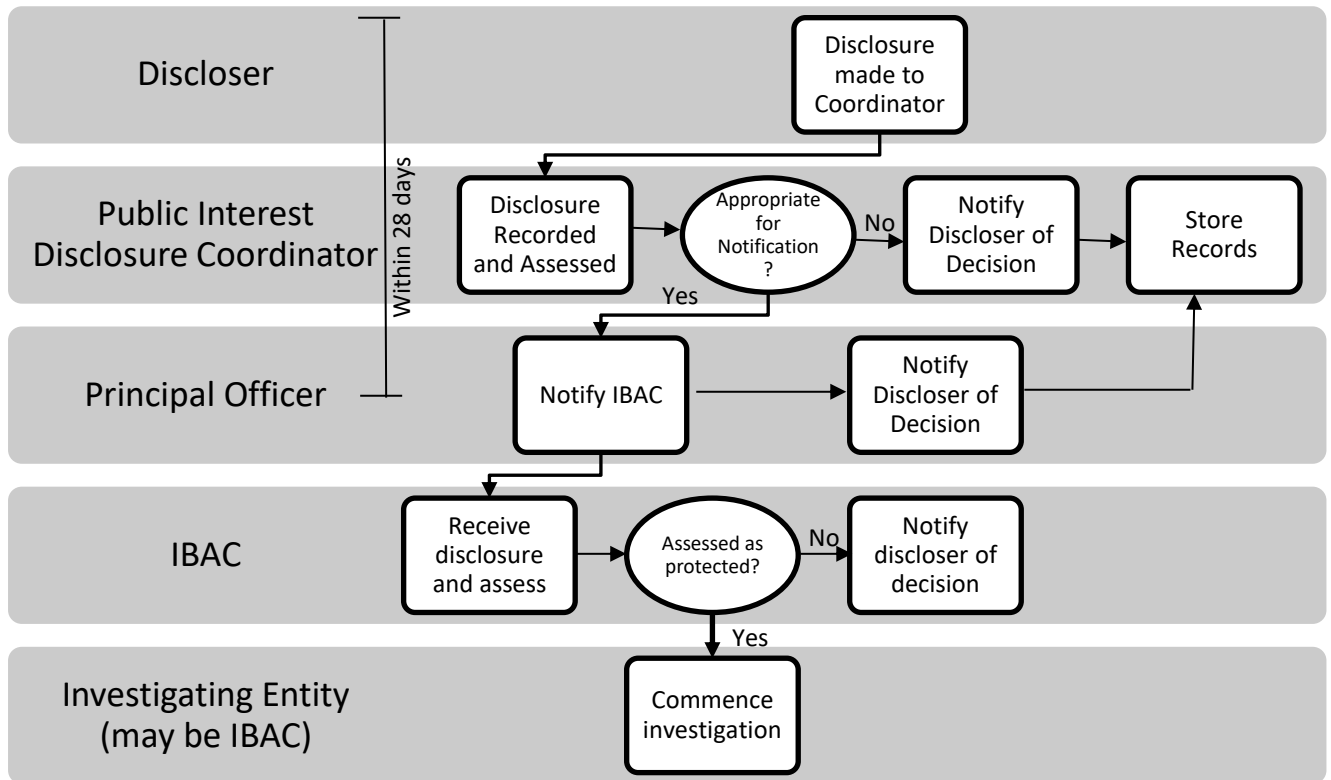 Discloser
Disclosure
made to
Coordinator
Within 28 days
Public Interest
Disclosure Coordinator
Disclosure
Recorded
and Assessed
Appropriate
for
Notification
?
No
Notify
Discloser of
Decision
Store
Records
Yes
Principal Officer
Notify IBAC
Notify
Discloser of
Decision
IBAC
Receive
disclosure
and assess
Assessed as
protected?
No
Notify
discloser of
decision
Yes
Investigating Entity
(may be IBAC)
Commence
investigation